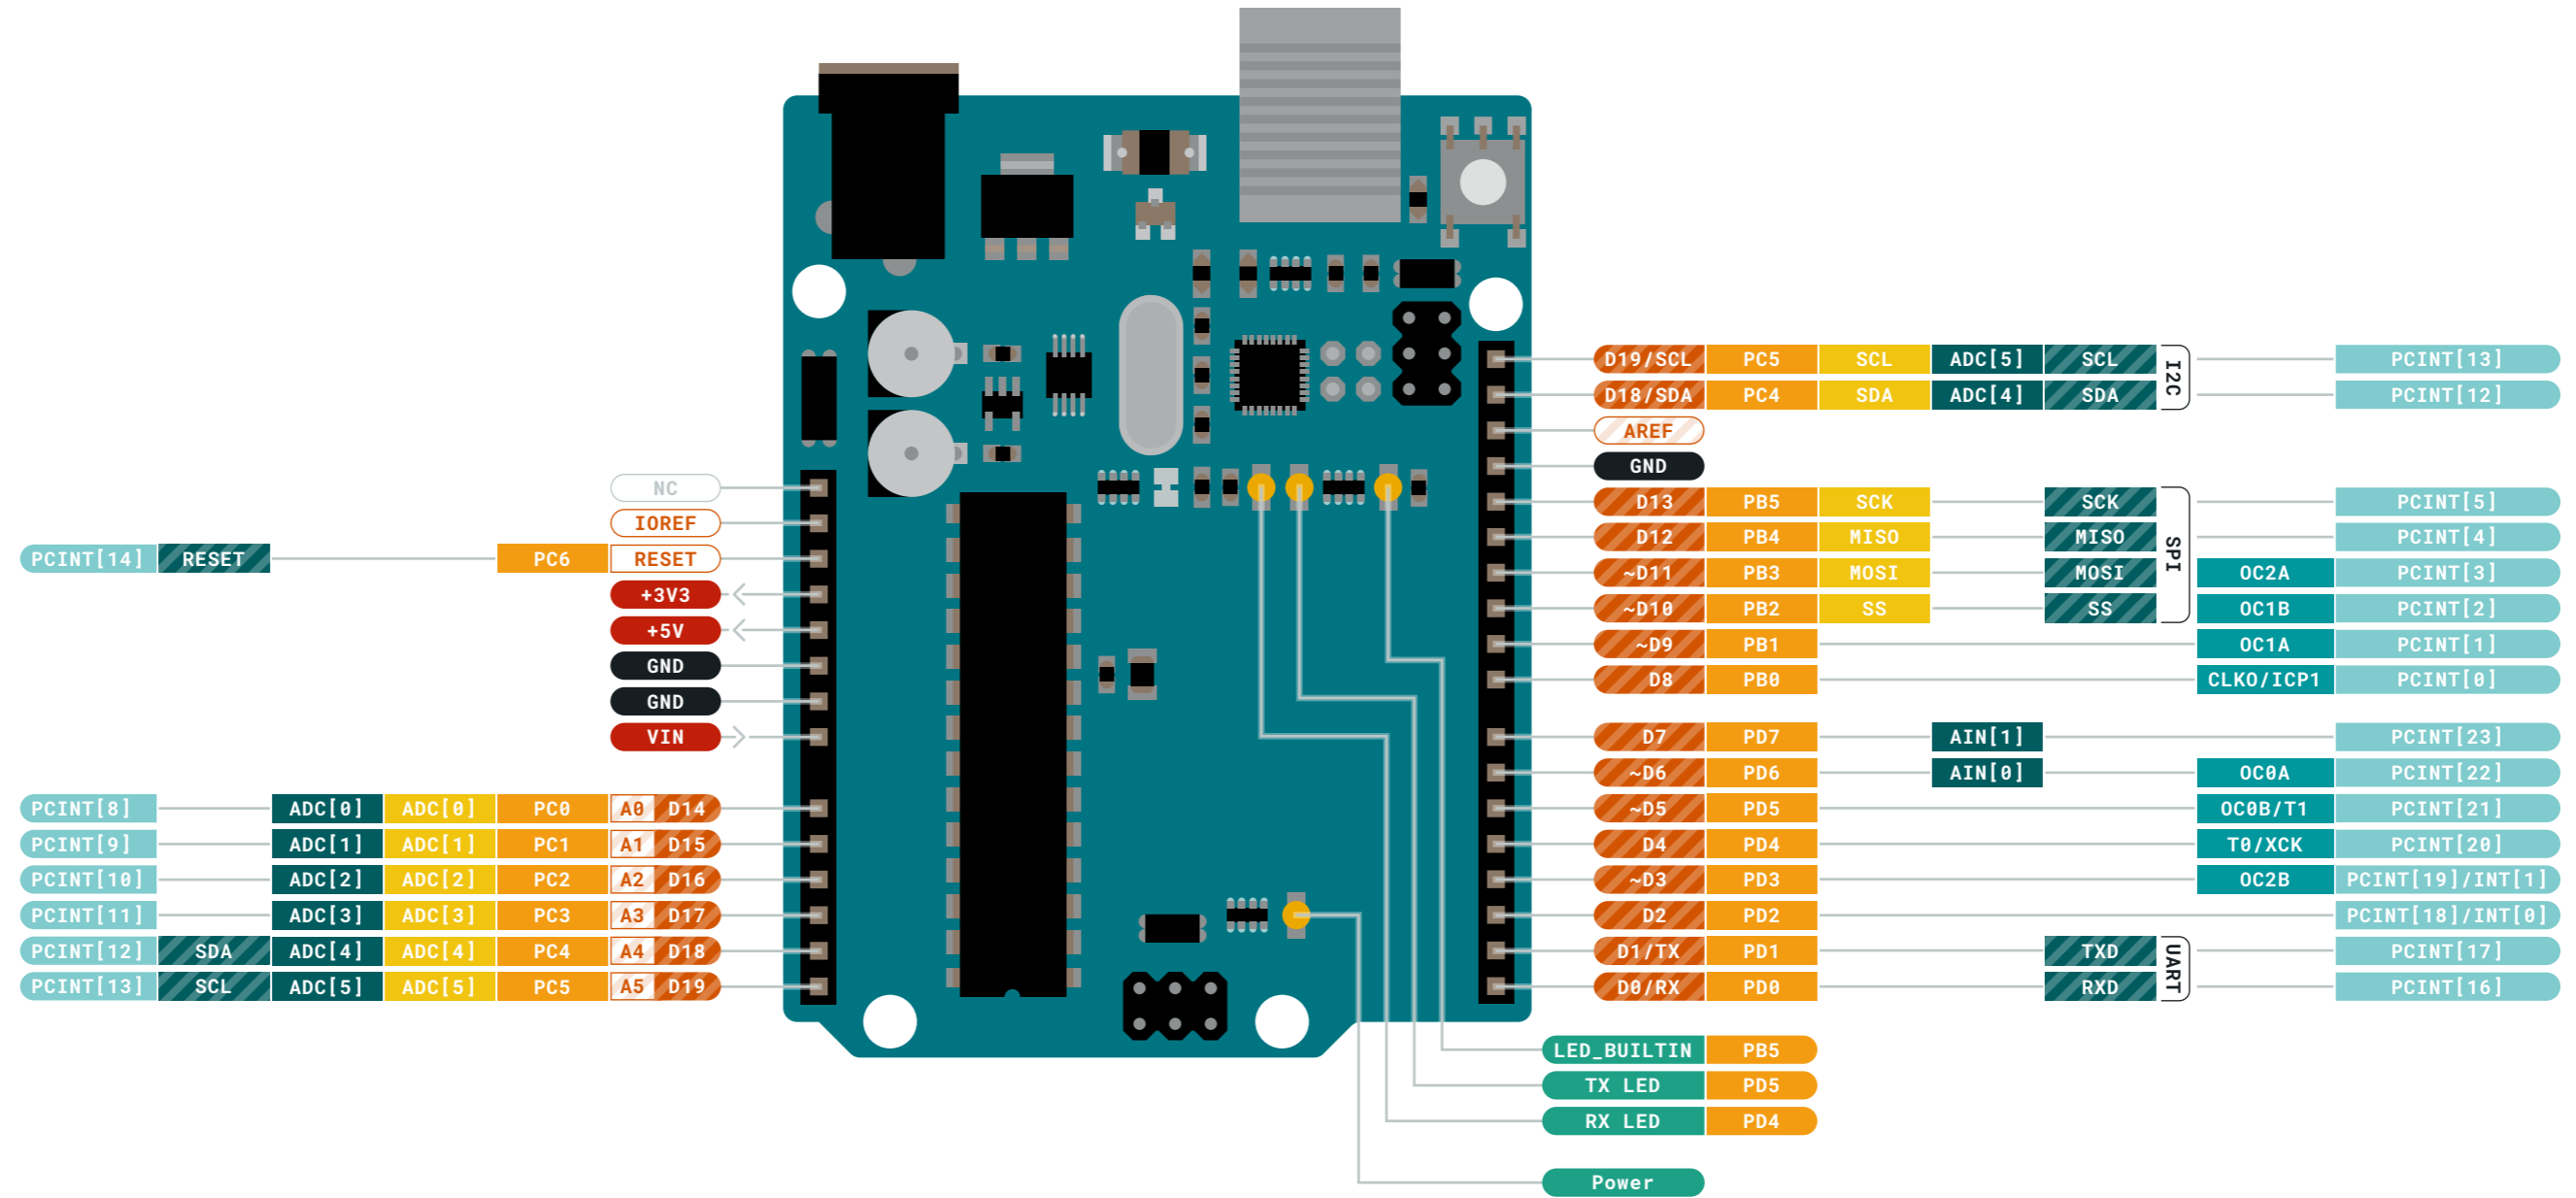 D19/SCL PC5 SCL ADC[5] SCL PCINT[13]
D18/SDA PC4 SDA ADC[4] SDA PCINT[12]
I2C
AREF
GND
D13 PB5 SCK SCK PCINT[5]
D12 PB4 MISO MISO PCINT[4]
~D11 PB3 MOSI MOSI OC2A PCINT[3]
~D10 PB2 SS SS OC1B PCINT[2]
SPI
~D9 PB1 OC1A PCINT[1]
D8 PB0 CLKO/ICP1 PCINT[0]
D7 PD7 AIN[1] PCINT[23]
~D6 PD6 AIN[0] OC0A PCINT[22]
~D5 PD5 OC0B/T1 PCINT[21]
D4 PD4 T0/XCK PCINT[20]
~D3 PD3 OC2B PCINT[19]/INT[1]
D2 PD2 PCINT[18]/INT[0]
D1/TX PD1 TXD PCINT[17]
D0/RX PD0 RXD PCINT[16]
UART
NC
IOREF
PCINT[14] RESET PC6 RESET
+3V3
+5V
GND
GND
VIN
PCINT[8] ADC[0] ADC[0] PC0 A0 D14
PCINT[9] ADC[1] ADC[1] PC1 A1 D15
PCINT[10] ADC[2] ADC[2] PC2 A2 D16
PCINT[11] ADC[3] ADC[3] PC3 A3 D17
PCINT[12] SDA ADC[4] ADC[4] PC4 A4 D18
PCINT[13] SCL ADC[5] ADC[5] PC5 A5 D19
LED_BUILTIN PB5
TX LED PD5
RX LED PD4
Power